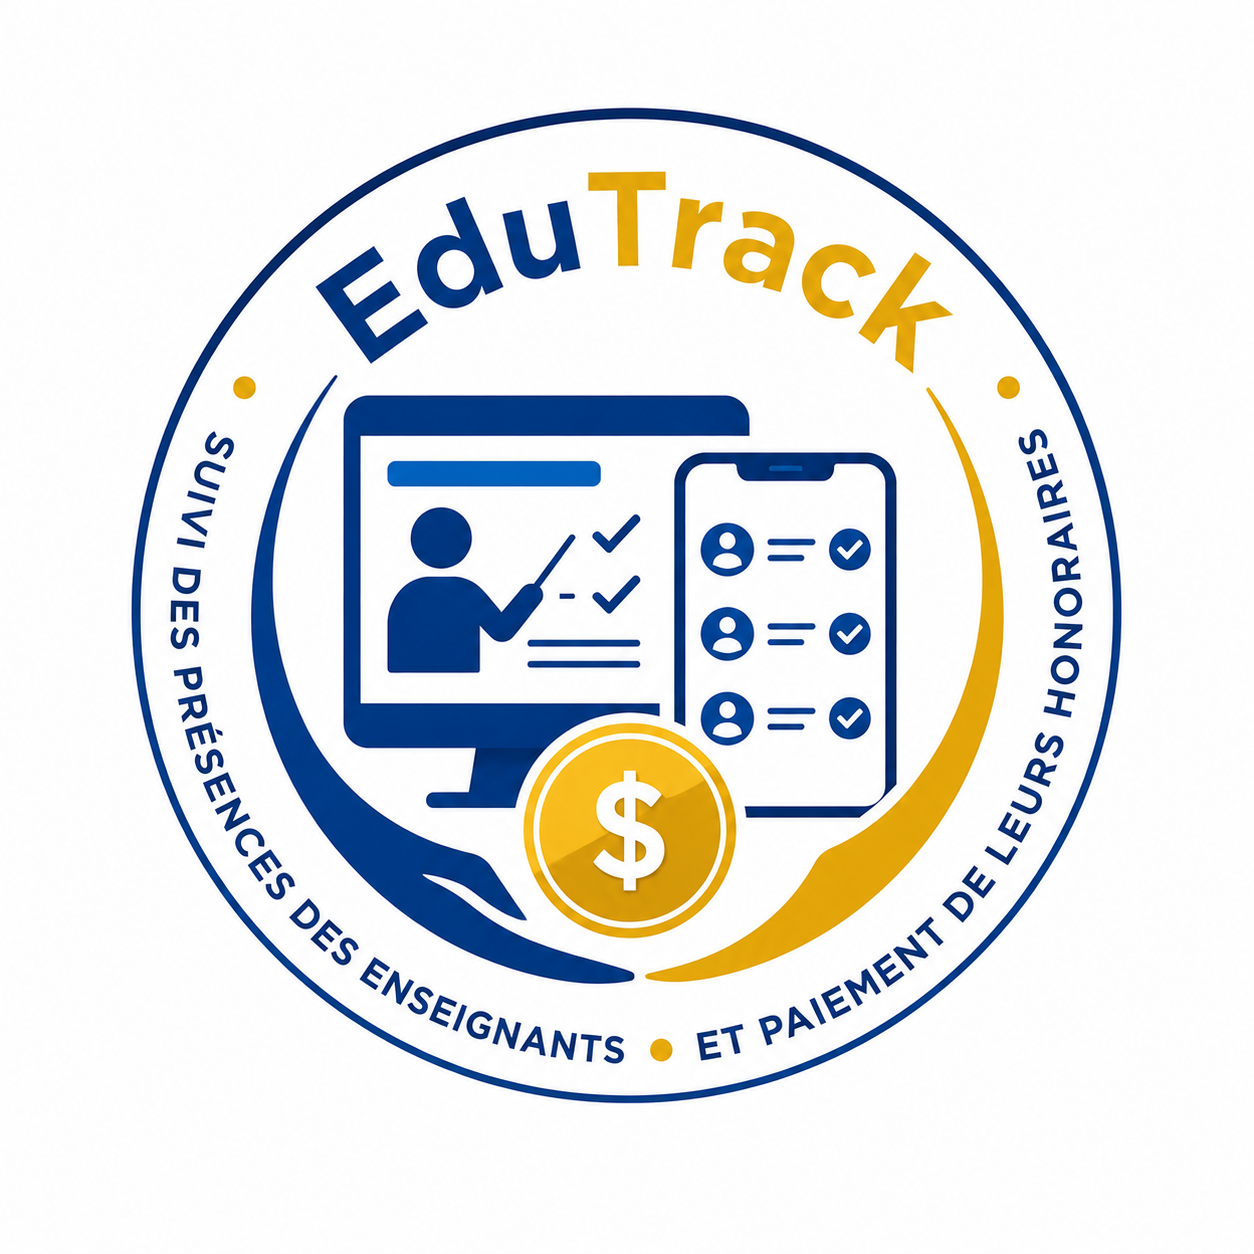 EduTrack
SUIVI DES PRÉSENCES DES ENSEIGNANTS • ET PAIEMENT DE LEURS HONORAIRES
$